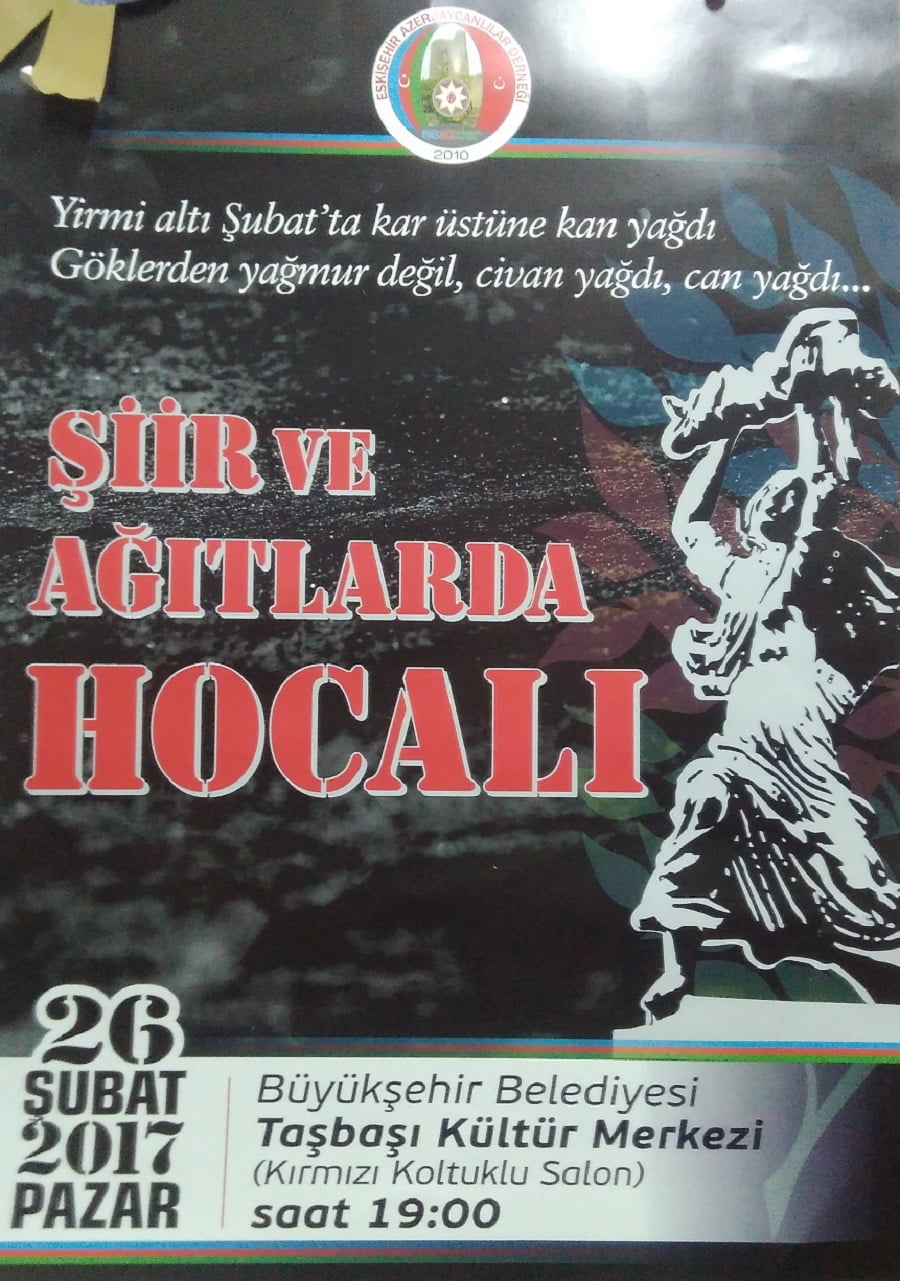 ESKİŞEHİR AZERBAYCANLILAR DERNEĞİ
2010
Yirmi altı Şubat'ta kar üstüne kan yağdı
Göklerden yağmur değil, civan yağdı, can yağdı...
ŞİİR VE
AĞITLARDA
HOCALI
26
ŞUBAT
2017
PAZAR
Büyükşehir Belediyesi
Taşbaşı Kültür Merkezi
(Kırmızı Koltuklu Salon)
saat 19:00